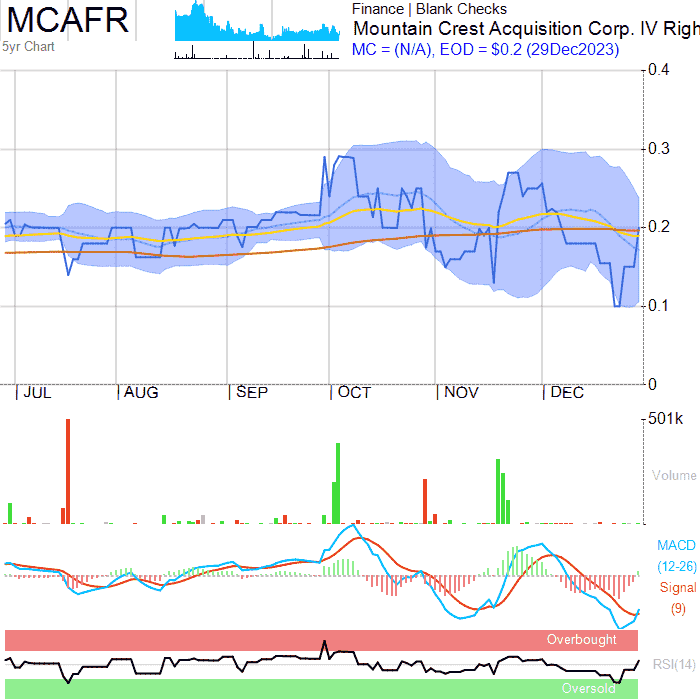 MCAFR
5yr Chart
Finance | Blank Checks
Mountain Crest Acquisition Corp. IV Righ
MC = (N/A), EOD = $0.2 (29Dec2023)
0.4
0.3
0.2
0.1
0
| JUL | AUG | SEP | OCT | NOV | DEC
501k
Volume
MACD
(12-26)
Signal
(9)
Overbought
RSI(14)
Oversold